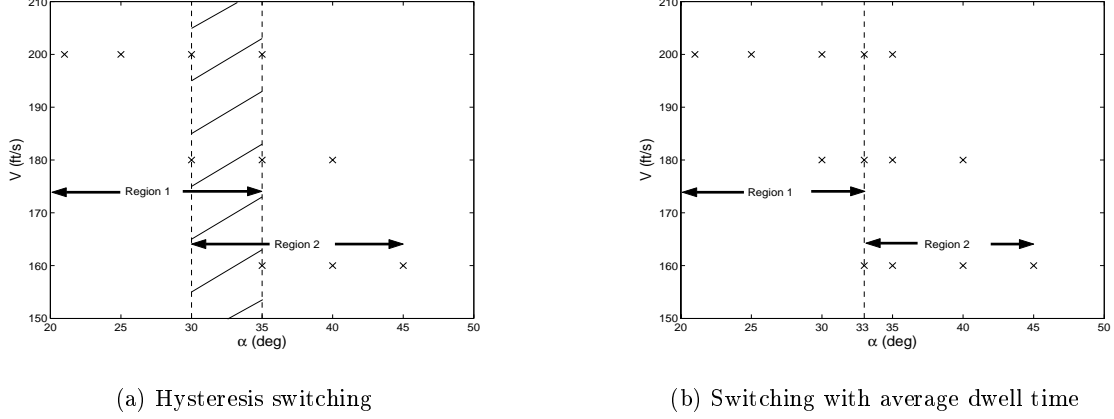 210
200
190
180
170
160
150
V (ft/s)
Region 1
Region 2
20 25 30 35 40 45 50
α (deg)
(a) Hysteresis switching
210
200
190
180
170
160
150
V (ft/s)
Region 1
Region 2
20 25 30 33 35 40 45 50
α (deg)
(b) Switching with average dwell time